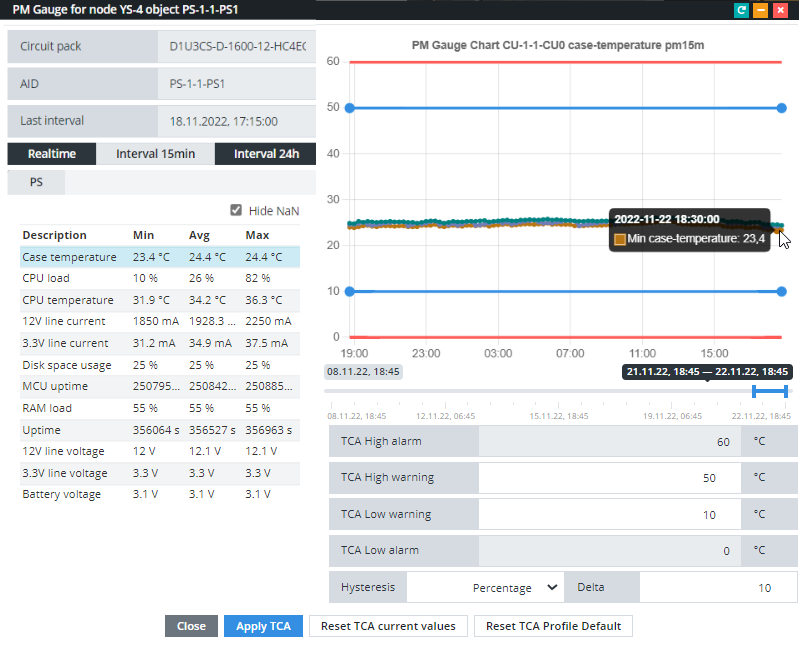 PM Gauge for node YS-4 object PS-1-1-PS1
Circuit pack D1U3CS-D-1600-12-HC4EC
AID PS-1-1-PS1
Last interval 18.11.2022, 17:15:00
Realtime Interval 15min Interval 24h
PS
Hide NaN
Description Min Avg Max
Case temperature 23.4 °C 24.4 °C 24.4 °C
CPU load 10 % 26 % 82 %
CPU temperature 31.9 °C 34.2 °C 36.3 °C
12V line current 1850 mA 1928.3 ... 2250 mA
3.3V line current 31.2 mA 34.9 mA 37.5 mA
Disk space usage 25 % 25 % 25 %
MCU uptime 250795... 250842... 250885...
RAM load 55 % 55 % 55 %
Uptime 356064 s 356527 s 356963 s
12V line voltage 12 V 12.1 V 12.1 V
3.3V line voltage 3.3 V 3.3 V 3.3 V
Battery voltage 3.1 V 3.1 V 3.1 V
PM Gauge Chart CU-1-1-CU0 case-temperature pm15m
60
50
40
30
20
10
0
2022-11-22 18:30:00
Min case-temperature: 23,4
19:00 23:00 03:00 07:00 11:00 15:00
08.11.22, 18:45 21.11.22, 18:45 — 22.11.22, 18:45
08.11.22, 18:45 12.11.22, 06:45 15.11.22, 18:45 19.11.22, 06:45 22.11.22, 18:45
TCA High alarm 60 °C
TCA High warning 50 °C
TCA Low warning 10 °C
TCA Low alarm 0 °C
Hysteresis Percentage Delta 10
Close Apply TCA Reset TCA current values Reset TCA Profile Default